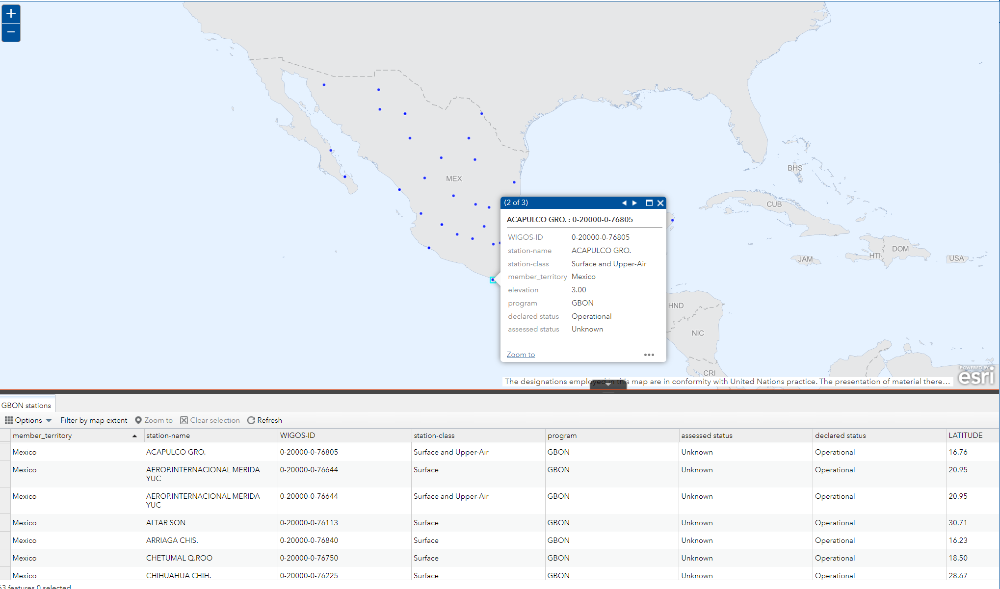 +
−
MEX
BHS
CUB
HTI
DOM
JAM
USA
HND
NIC
CRI
(2 of 3)
ACAPULCO GRO. : 0-20000-0-76805
WIGOS-ID 0-20000-0-76805
station-name ACAPULCO GRO.
station-class Surface and Upper-Air
member_territory Mexico
elevation 3.00
program GBON
declared status Operational
assessed status Unknown
Zoom to •••
The designations employed in this map are in conformity with United Nations practice. The presentation of material there...
POWERED BY
esri
GBON stations
Options Filter by map extent Zoom to Clear selection Refresh
member_territory station-name WIGOS-ID station-class program assessed status declared status LATITUDE
Mexico ACAPULCO GRO. 0-20000-0-76805 Surface and Upper-Air GBON Unknown Operational 16.76
Mexico AEROP.INTERNACIONAL MERIDA YUC 0-20000-0-76644 Surface GBON Unknown Operational 20.95
Mexico AEROP.INTERNACIONAL MERIDA YUC 0-20000-0-76644 Surface and Upper-Air GBON Unknown Operational 20.95
Mexico ALTAR SON 0-20000-0-76113 Surface GBON Unknown Operational 30.71
Mexico ARRIAGA CHIS. 0-20000-0-76840 Surface GBON Unknown Operational 16.23
Mexico CHETUMAL Q.ROO 0-20000-0-76750 Surface GBON Unknown Operational 18.50
Mexico CHIHUAHUA CHIH. 0-20000-0-76225 Surface GBON Unknown Operational 28.67
features 0 selected